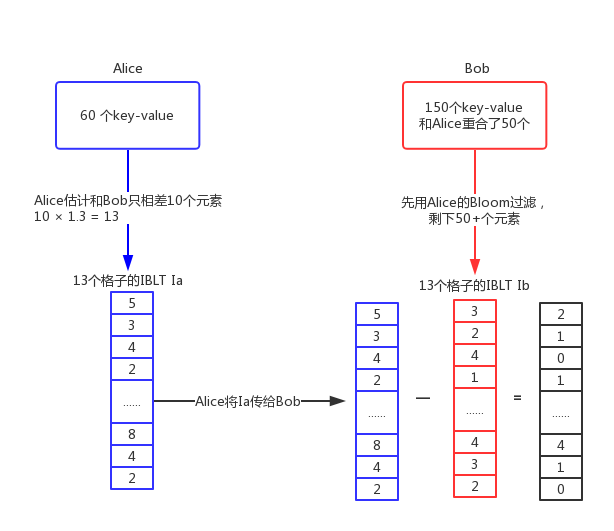 Alice
Bob
60 个key-value
150个key-value
和Alice重合了50个
Alice估计和Bob只相差10个元素
10 × 1.3 = 13
先用Alice的Bloom过滤，
剩下50+个元素
13个格子的IBLT Ia
13个格子的IBLT Ib
5
3
4
2
......
8
4
2
Alice将Ia传给Bob
5
3
4
2
......
8
4
2
—
3
2
4
1
......
4
3
2
=
2
1
0
1
......
4
1
0